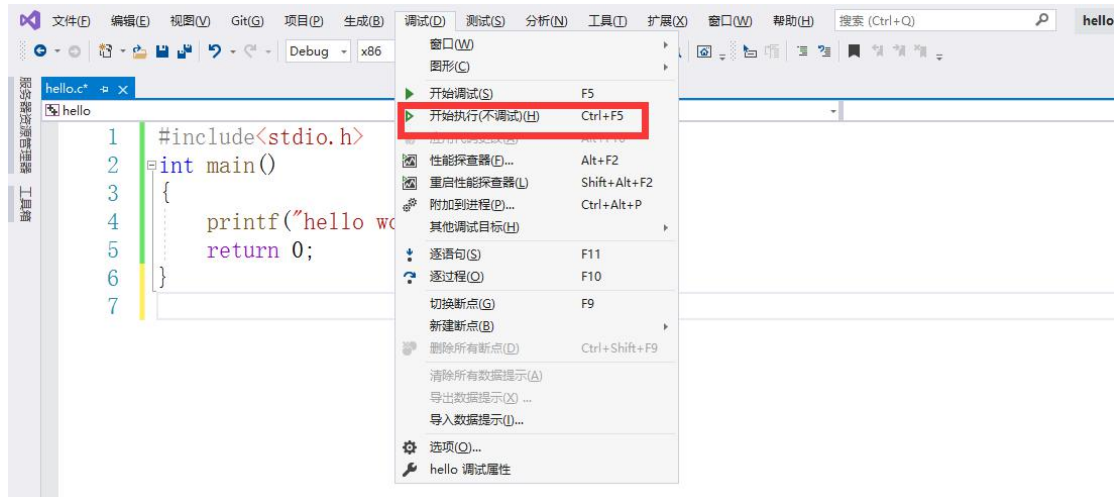 文件(F) 编辑(E) 视图(V) Git(G) 项目(P) 生成(B) 调试(D) 测试(S) 分析(N) 工具(T) 扩展(X) 窗口(W) 帮助(H) 搜索 (Ctrl+Q) hello
Debug x86
服务器资源管理器
工具箱
hello.c*
hello
1 #include<stdio.h>
2 int main()
3 {
4 printf("hello wo
5 return 0;
6 }
7
窗口(W)
图形(C)
开始调试(S) F5
开始执行(不调试)(H) Ctrl+F5
性能探查器(F)... Alt+F2
重启性能探查器(L) Shift+Alt+F2
附加到进程(P)... Ctrl+Alt+P
其他调试目标(H)
逐语句(S) F11
逐过程(O) F10
切换断点(G) F9
新建断点(B)
删除所有断点(D) Ctrl+Shift+F9
清除所有数据提示(A)
导出数据提示(X) ...
导入数据提示(I)...
选项(O)...
hello 调试属性